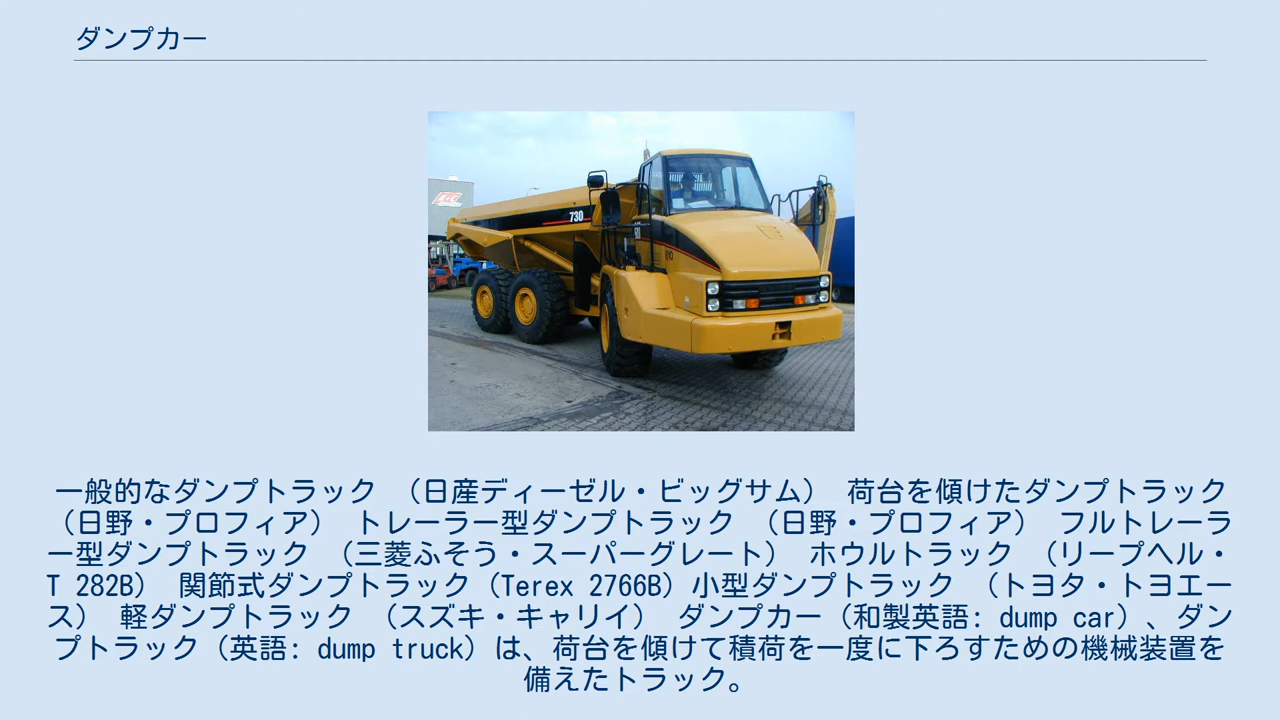 ダンプカー
730
一般的なダンプトラック （日産ディーゼル・ビッグサム） 荷台を傾けたダンプトラック
（日野・プロフィア） トレーラー型ダンプトラック （日野・プロフィア） フルトレーラ
ー型ダンプトラック （三菱ふそう・スーパーグレート） ホウルトラック （リープヘル・
T 282B） 関節式ダンプトラック（Terex 2766B）小型ダンプトラック （トヨタ・トヨエー
ス） 軽ダンプトラック （スズキ・キャリイ） ダンプカー（和製英語: dump car）、ダン
プトラック（英語: dump truck）は、荷台を傾けて積荷を一度に下ろすための機械装置を
備えたトラック。